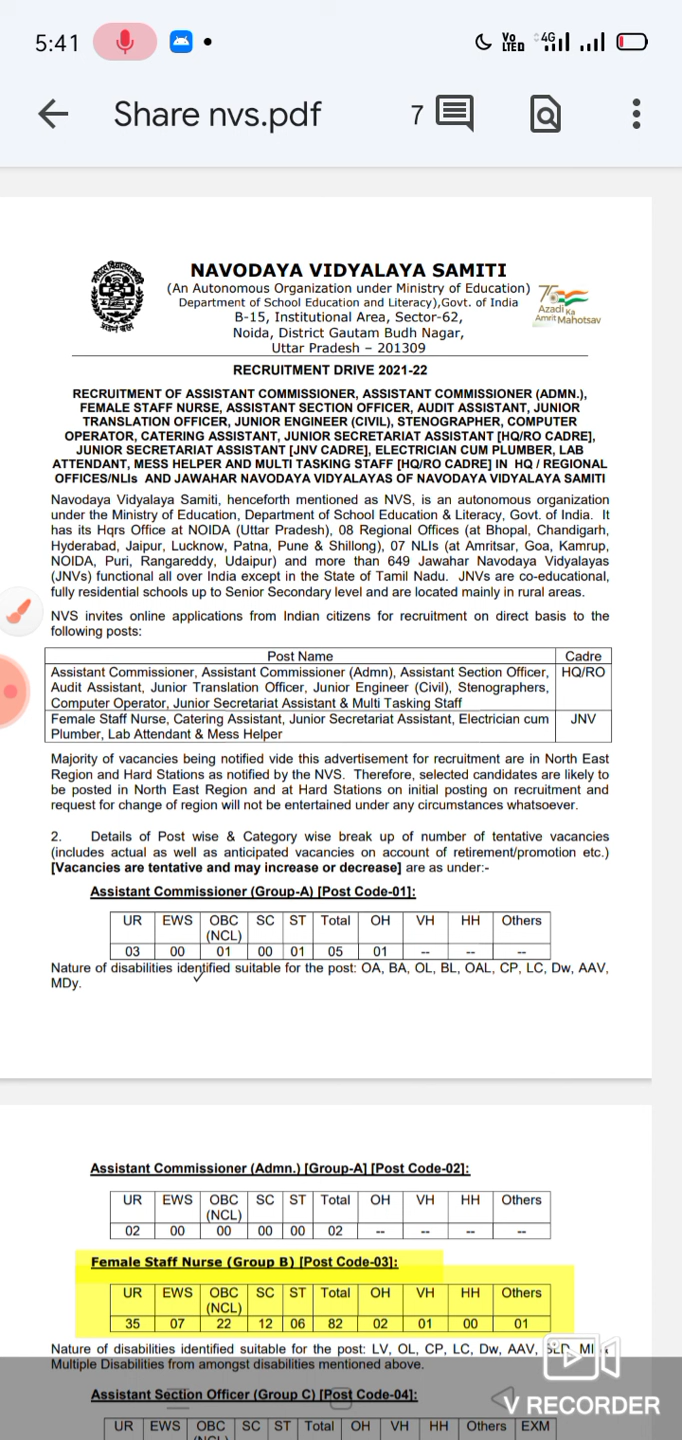 5:41
Vo LTED 4G
Share nvs.pdf 7
NAVODAYA VIDYALAYA SAMITI
(An Autonomous Organization under Ministry of Education)
Department of School Education and Literacy),Govt. of India
B-15, Institutional Area, Sector-62,
Noida, District Gautam Budh Nagar,
Uttar Pradesh – 201309
Azadi Ka
Amrit Mahotsav
RECRUITMENT DRIVE 2021-22
RECRUITMENT OF ASSISTANT COMMISSIONER, ASSISTANT COMMISSIONER (ADMN.),
FEMALE STAFF NURSE, ASSISTANT SECTION OFFICER, AUDIT ASSISTANT, JUNIOR
TRANSLATION OFFICER, JUNIOR ENGINEER (CIVIL), STENOGRAPHER, COMPUTER
OPERATOR, CATERING ASSISTANT, JUNIOR SECRETARIAT ASSISTANT [HQ/RO CADRE],
JUNIOR SECRETARIAT ASSISTANT [JNV CADRE], ELECTRICIAN CUM PLUMBER, LAB
ATTENDANT, MESS HELPER AND MULTI TASKING STAFF [HQ/RO CADRE] IN HQ / REGIONAL
OFFICES/NLIs AND JAWAHAR NAVODAYA VIDYALAYAS OF NAVODAYA VIDYALAYA SAMITI
Navodaya Vidyalaya Samiti, henceforth mentioned as NVS, is an autonomous organization
under the Ministry of Education, Department of School Education & Literacy, Govt. of India. It
has its Hqrs Office at NOIDA (Uttar Pradesh), 08 Regional Offices (at Bhopal, Chandigarh,
Hyderabad, Jaipur, Lucknow, Patna, Pune & Shillong), 07 NLIs (at Amritsar, Goa, Kamrup,
NOIDA, Puri, Rangareddy, Udaipur) and more than 649 Jawahar Navodaya Vidyalayas
(JNVs) functional all over India except in the State of Tamil Nadu. JNVs are co-educational,
fully residential schools up to Senior Secondary level and are located mainly in rural areas.
NVS invites online applications from Indian citizens for recruitment on direct basis to the
following posts:
Post Name Cadre
Assistant Commissioner, Assistant Commissioner (Admn), Assistant Section Officer, HQ/RO
Audit Assistant, Junior Translation Officer, Junior Engineer (Civil), Stenographers,
Computer Operator, Junior Secretariat Assistant & Multi Tasking Staff
Female Staff Nurse, Catering Assistant, Junior Secretariat Assistant, Electrician cum JNV
Plumber, Lab Attendant & Mess Helper
Majority of vacancies being notified vide this advertisement for recruitment are in North East
Region and Hard Stations as notified by the NVS. Therefore, selected candidates are likely to
be posted in North East Region and at Hard Stations on initial posting on recruitment and
request for change of region will not be entertained under any circumstances whatsoever.
2. Details of Post wise & Category wise break up of number of tentative vacancies
(includes actual as well as anticipated vacancies on account of retirement/promotion etc.)
[Vacancies are tentative and may increase or decrease] are as under:-
Assistant Commissioner (Group-A) [Post Code-01]:
UR EWS OBC SC ST Total OH VH HH Others
(NCL)
03 00 01 00 01 05 01 -- -- --
Nature of disabilities identified suitable for the post: OA, BA, OL, BL, OAL, CP, LC, Dw, AAV,
MDy.
Assistant Commissioner (Admn.) [Group-A] [Post Code-02]:
UR EWS OBC SC ST Total OH VH HH Others
(NCL)
02 00 00 00 00 02 -- -- -- --
Female Staff Nurse (Group B) [Post Code-03]:
UR EWS OBC SC ST Total OH VH HH Others
(NCL)
35 07 22 12 06 82 02 01 00 01
Nature of disabilities identified suitable for the post: LV, OL, CP, LC, Dw, AAV,
Multiple Disabilities from amongst disabilities mentioned above.
Assistant Section Officer (Group C) [Post Code-04]:
V RECORDER
UR EWS OBC SC ST Total OH VH HH Others EXM